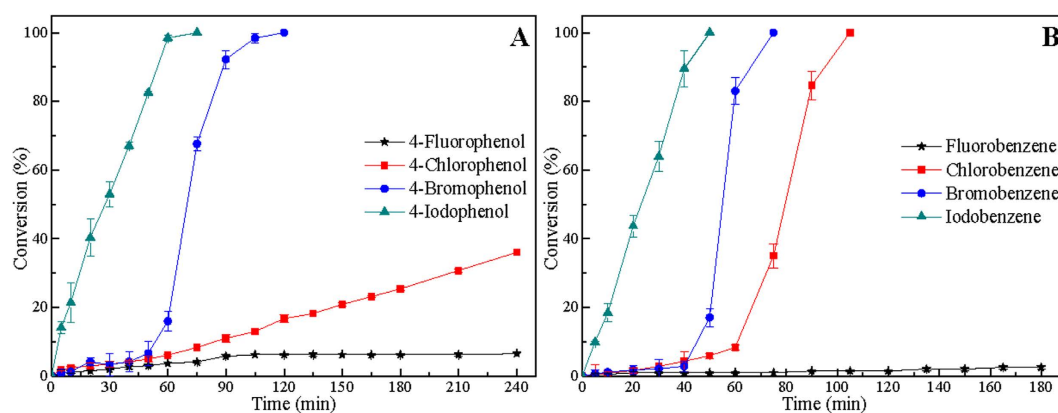 A
100
80
60
40
20
0
Conversion (%)
4-Fluorophenol
4-Chlorophenol
4-Bromophenol
4-Iodophenol
0 30 60 90 120 150 180 210 240
Time (min)
B
100
80
60
40
20
0
Conversion (%)
Fluorobenzene
Chlorobenzene
Bromobenzene
Iodobenzene
0 20 40 60 80 100 120 140 160 180
Time (min)